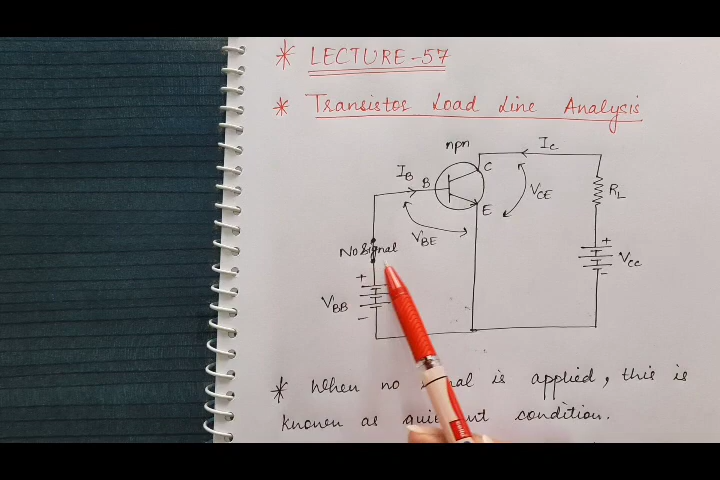 * LECTURE-57
* Transistor Load Line Analysis
npn
IC
IB B C
VCE RL
E
VBE
No Signal
+ + VCC
VBB -
-
* When no is applied, this is
known as condition.